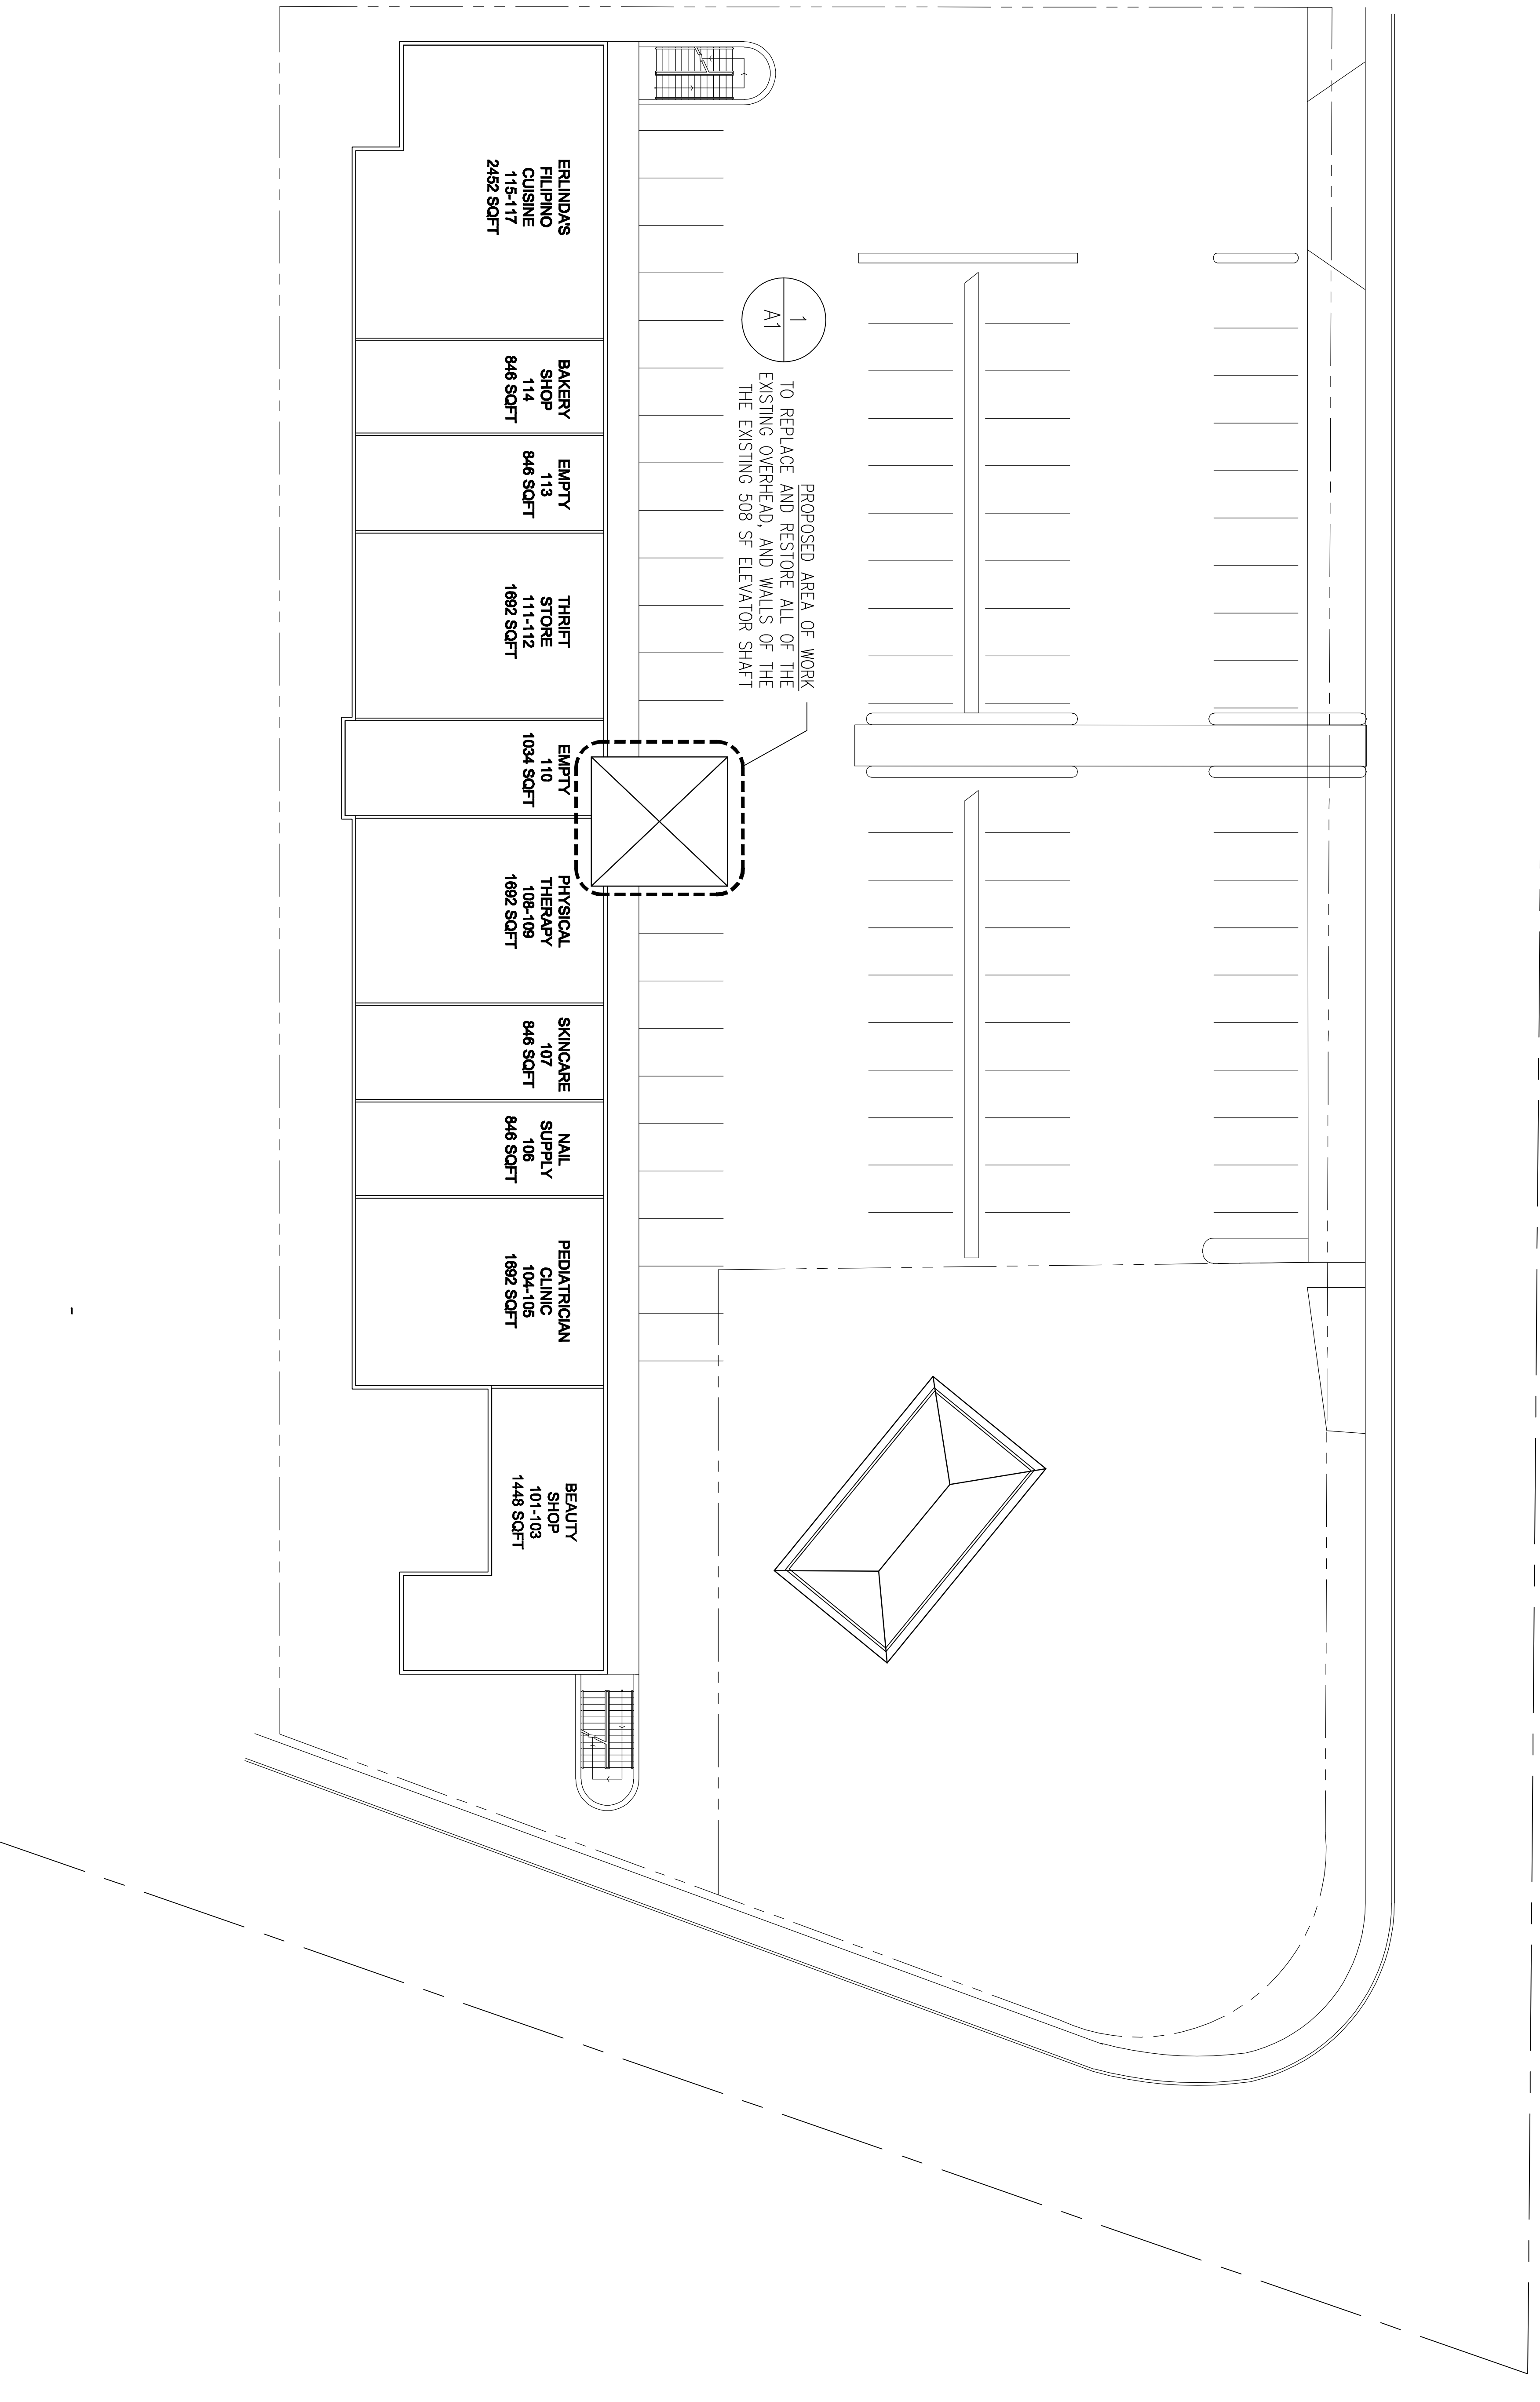 ERLINDA'S
FILIPINO
CUISINE
115-117
2452 SQFT
BAKERY
SHOP
114
846 SQFT
EMPTY
113
846 SQFT
THRIFT
STORE
111-112
1692 SQFT
EMPTY
110
1034 SQFT
PHYSICAL
THERAPY
108-109
1692 SQFT
SKINCARE
107
846 SQFT
NAIL
SUPPLY
106
846 SQFT
PEDIATRICIAN
CLINIC
104-105
1692 SQFT
BEAUTY
SHOP
101-103
1448 SQFT
1
A1
PROPOSED AREA OF WORK
TO REPLACE AND RESTORE ALL OF THE
EXISTING OVERHEAD, AND WALLS OF THE
THE EXISTING 508 SF ELEVATOR SHAFT